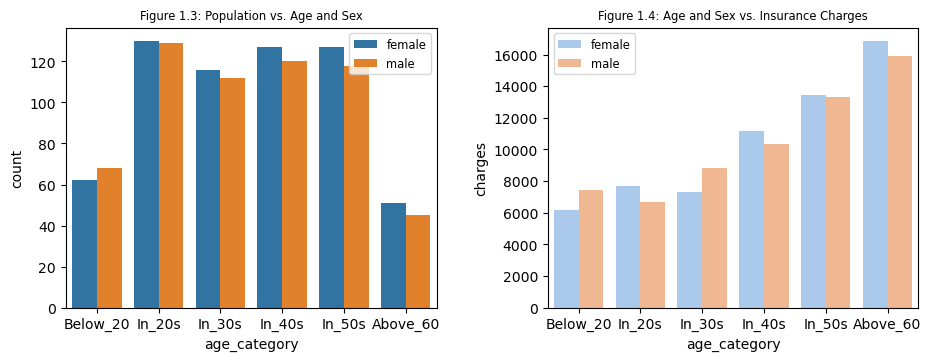 Figure 1.3: Population vs. Age and Sex
female
male
120
100
80
60
40
20
0
count
Below_20 In_20s In_30s In_40s In_50s Above_60
age_category
Figure 1.4: Age and Sex vs. Insurance Charges
female
male
16000
14000
12000
10000
8000
6000
4000
2000
0
charges
Below_20 In_20s In_30s In_40s In_50s Above_60
age_category